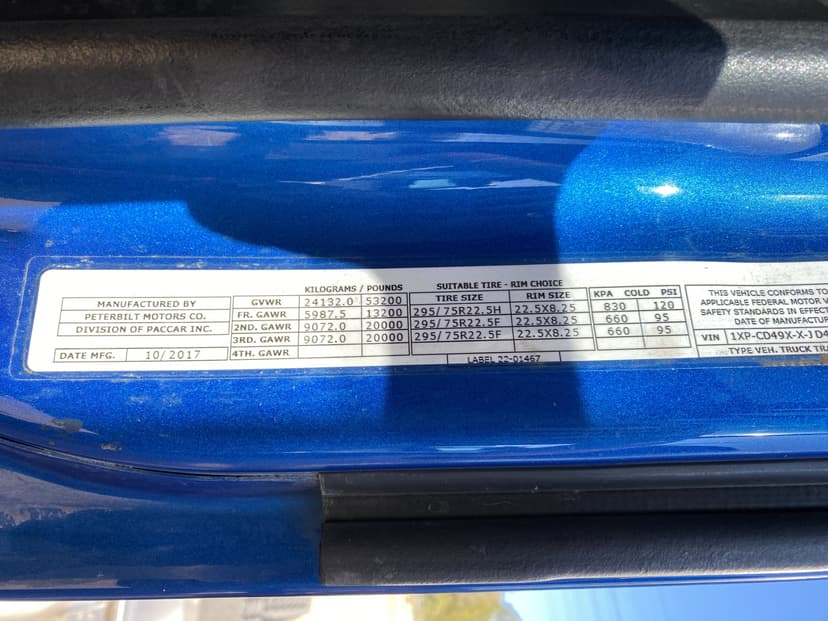 KILOGRAMS / POUNDS SUITABLE TIRE - RIM CHOICE
MANUFACTURED BY
PETERBILT MOTORS CO.
DIVISION OF PACCAR INC.
DATE MFG. 10/2017
GVWR 24132.0 53200
FR. GAWR 5987.5 13200
2ND. GAWR 9072.0 20000
3RD. GAWR 9072.0 20000
4TH. GAWR
TIRE SIZE RIM SIZE
295/75R22.5H 22.5X8.25
295/75R22.5F 22.5X8.25
295/75R22.5F 22.5X8.25
KPA COLD PSI
830 120
660 95
660 95
LABEL 22-01467
THIS VEHICLE CONFORMS TO
APPLICABLE FEDERAL MOTOR
SAFETY STANDARDS IN EFFECT
DATE OF
VIN 1XP-CD49X-X-JD4
TYPE VEH. TRUCK